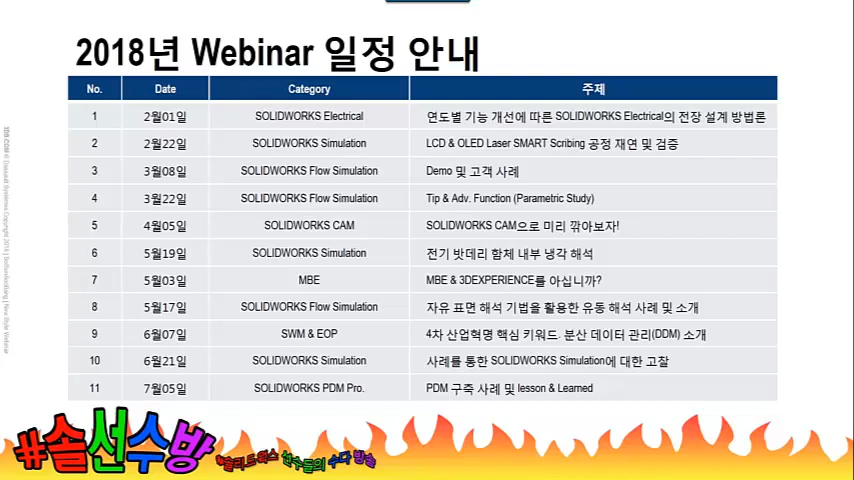 2018년 Webinar 일정 안내
No. Date Category 주제
1 2월01일 SOLIDWORKS Electrical 연도별 기능 개선에 따른 SOLIDWORKS Electrical의 전장 설계 방법론
2 2월22일 SOLIDWORKS Simulation LCD & OLED Laser SMART Scribing 공정 재연 및 검증
3 3월08일 SOLIDWORKS Flow Simulation Demo 및 고객 사례
4 3월22일 SOLIDWORKS Flow Simulation Tip & Adv. Function (Parametric Study)
5 4월05일 SOLIDWORKS CAM SOLIDWORKS CAM으로 미리 깎아보자!
6 5월19일 SOLIDWORKS Simulation 전기 밧데리 함체 내부 냉각 해석
7 5월03일 MBE MBE & 3DEXPERIENCE를 아십니까?
8 5월17일 SOLIDWORKS Flow Simulation 자유 표면 해석 기법을 활용한 유동 해석 사례 및 소개
9 6월07일 SWM & EOP 4차 산업혁명 핵심 키워드. 분산 데이터 관리(DDM) 소개
10 6월21일 SOLIDWORKS Simulation 사례를 통한 SOLIDWORKS Simulation에 대한 고찰
11 7월05일 SOLIDWORKS PDM Pro. PDM 구축 사례 및 lesson & Learned
#솔선수방
#솔리드웍스 선수들의 수다 방송